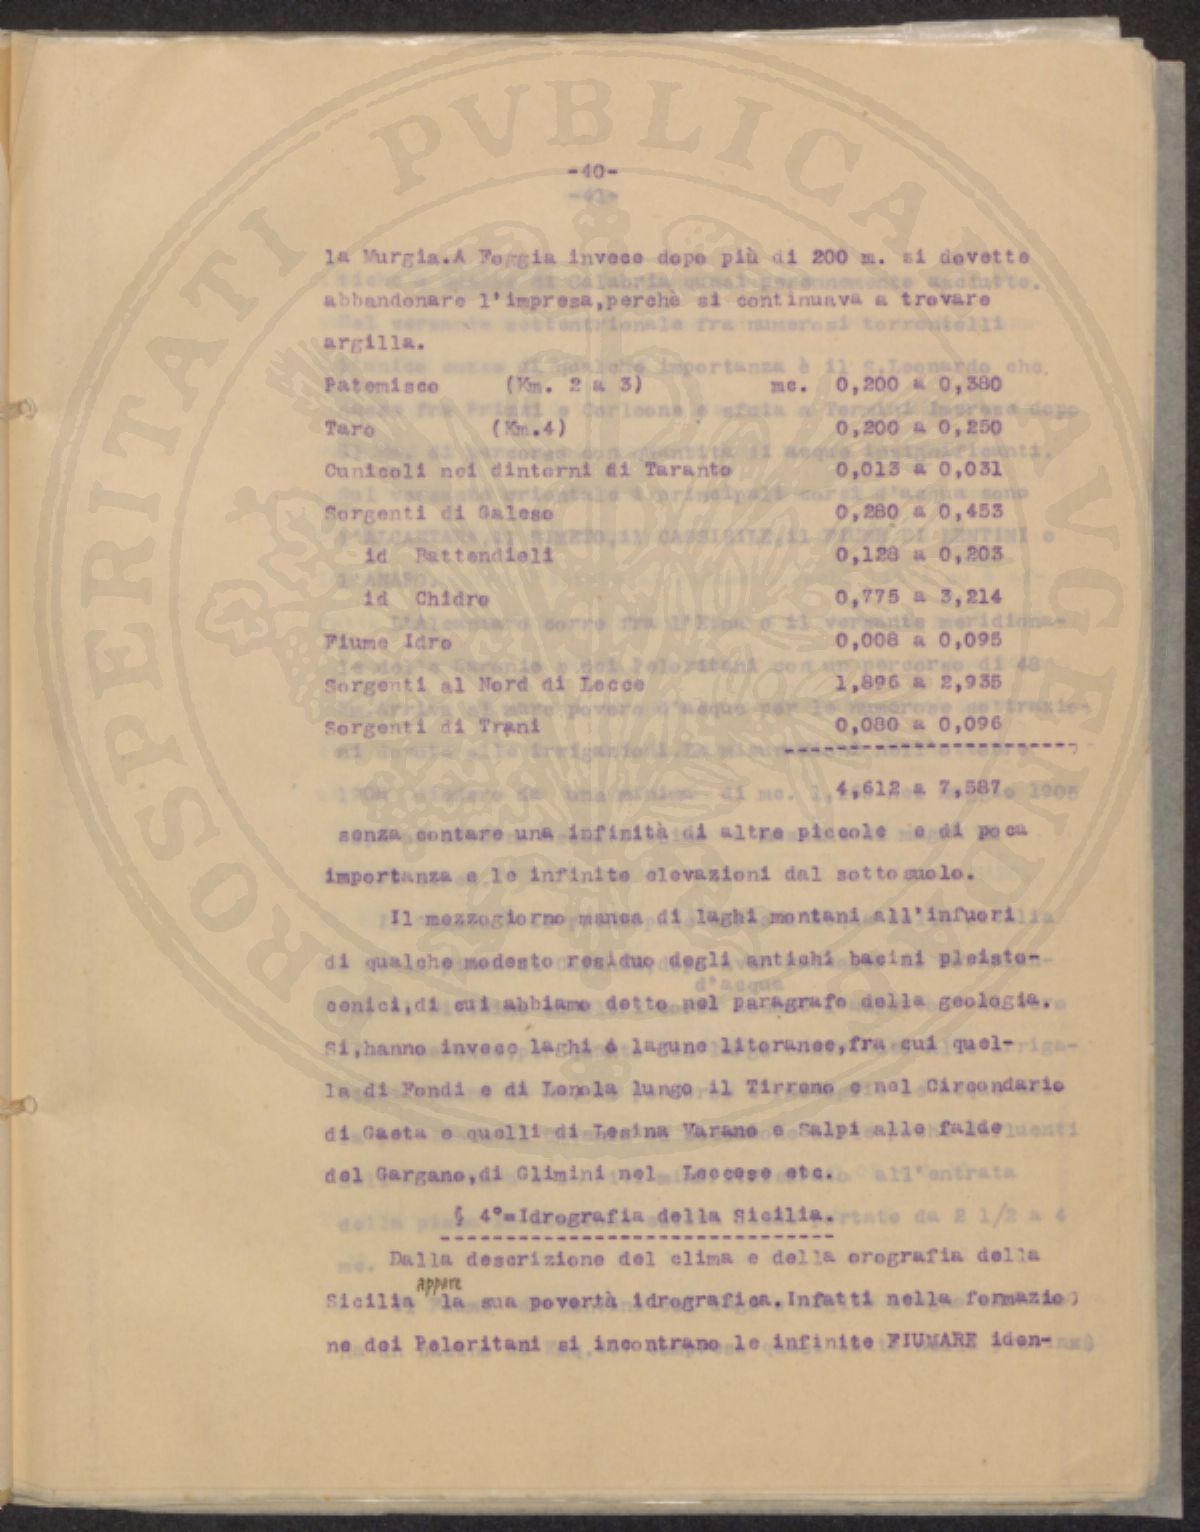 -40-
la Murgia.A Foggia invece dopo più di 200 m. si dovette
abbandonare l'impresa,perchè si continuava a trovare
argilla.
Patemisco (Km. 2 a 3) mc. 0,200 a 0,380
Taro (Km.4) 0,200 a 0,250
Cunicoli nei dintorni di Taranto 0,013 a 0,031
Sorgenti di Galeso 0,280 a 0,453
id Battendieli 0,128 a 0,203
id Chidro 0,775 a 3,214
Fiume Idro 0,008 a 0,095
Sorgenti al Nord di Lecce 1,896 a 2,935
Sorgenti di Trani 0,080 a 0,096
4,612 a 7,587
senza contare una infinità di altre piccole e di poca
importanza e le infinite elevazioni dal sottosuolo.
Il mezzogiorno manca di laghi montani all'infuori
di qualche modesto residuo degli antichi bacini pleisto-
cenici,di cui abbiamo detto nel paragrafo della geologia.
Si,hanno invece laghi e lagune litoranee,fra cui quel-
la di Fondi e di Lenola lungo il Tirreno e nel Circondario
di Gaeta e quelli di Lesina Varano e Salpi alle falde
del Gargano,di Glimini nel Leccese etc.
§ 4°=Idrografia della Sicilia.
Dalla descrizione del clima e della orografia della
Sicilia appare la sua povertà idrografica.Infatti nella formazio
ne dei Peloritani si incontrano le infinite FIUMARE iden-
SOSPERITATI PVBLICAE AVGENDAE